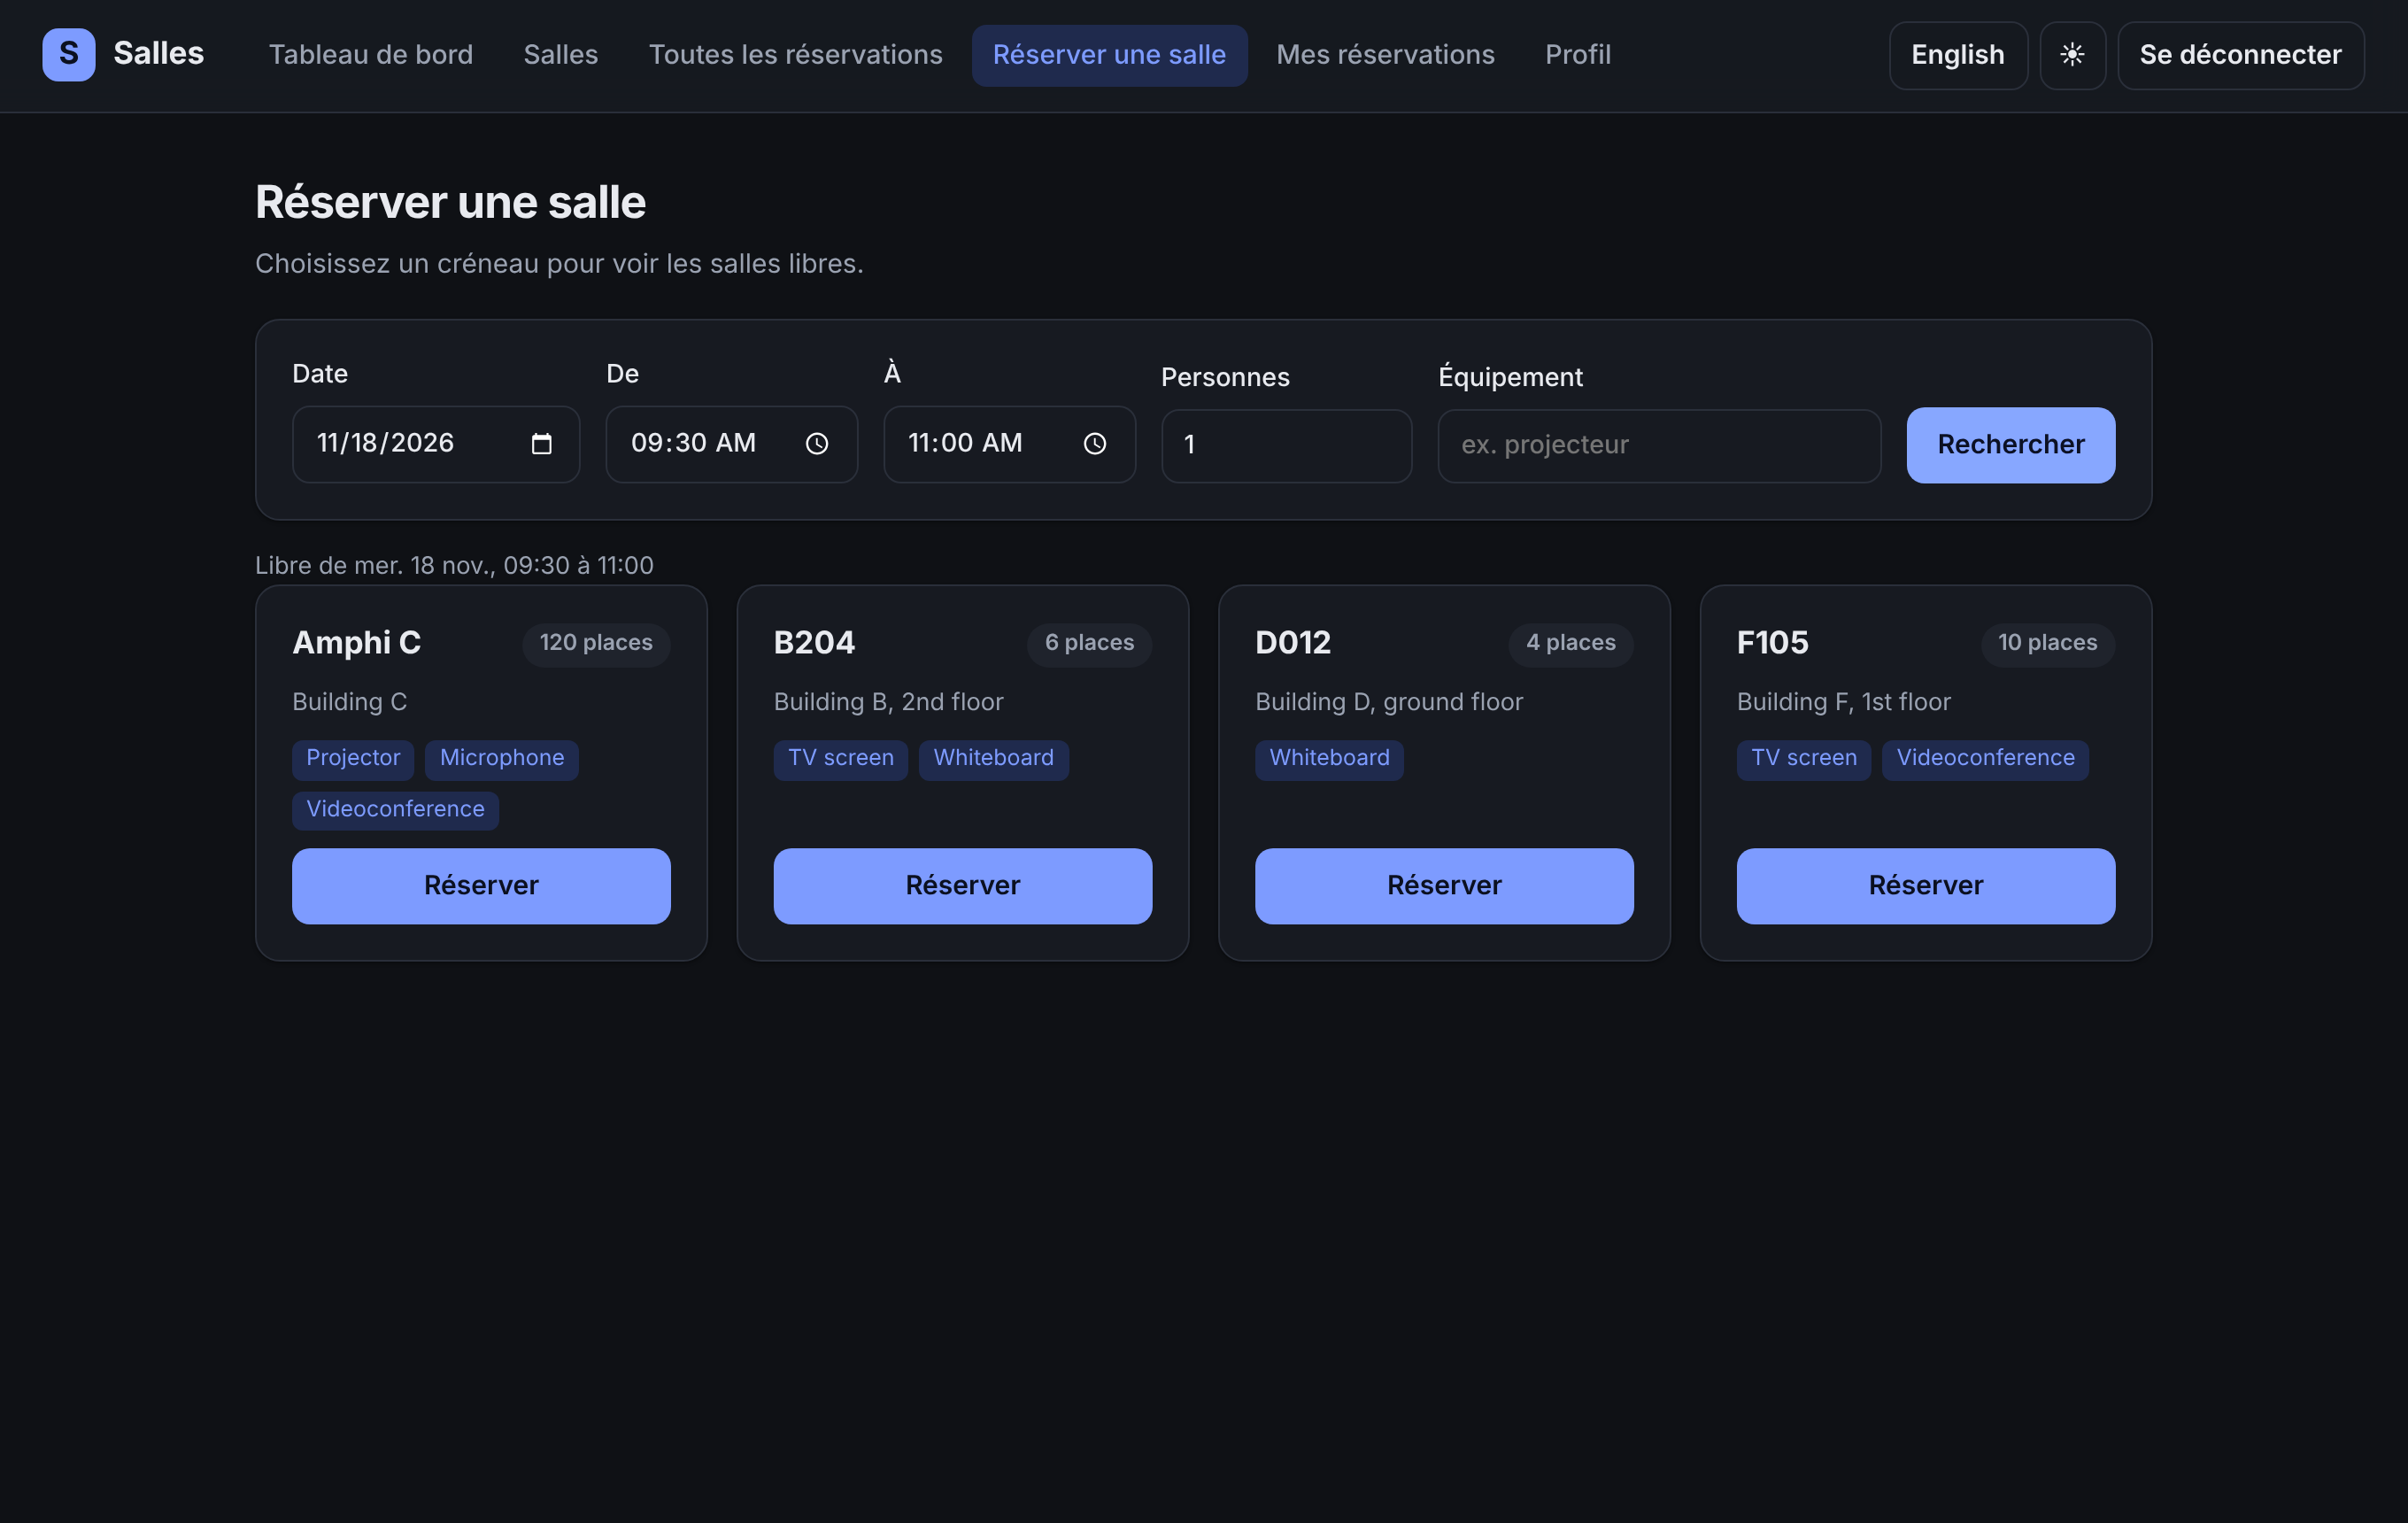 S Salles Tableau de bord Salles Toutes les réservations Réserver une salle Mes réservations Profil English Se déconnecter
Réserver une salle
Choisissez un créneau pour voir les salles libres.
Date De À Personnes Équipement
11/18/2026 09:30 AM 11:00 AM 1 ex. projecteur Rechercher
Libre de mer. 18 nov., 09:30 à 11:00
Amphi C 120 places
Building C
Projector Microphone
Videoconference
Réserver
B204 6 places
Building B, 2nd floor
TV screen Whiteboard
Réserver
D012 4 places
Building D, ground floor
Whiteboard
Réserver
F105 10 places
Building F, 1st floor
TV screen Videoconference
Réserver